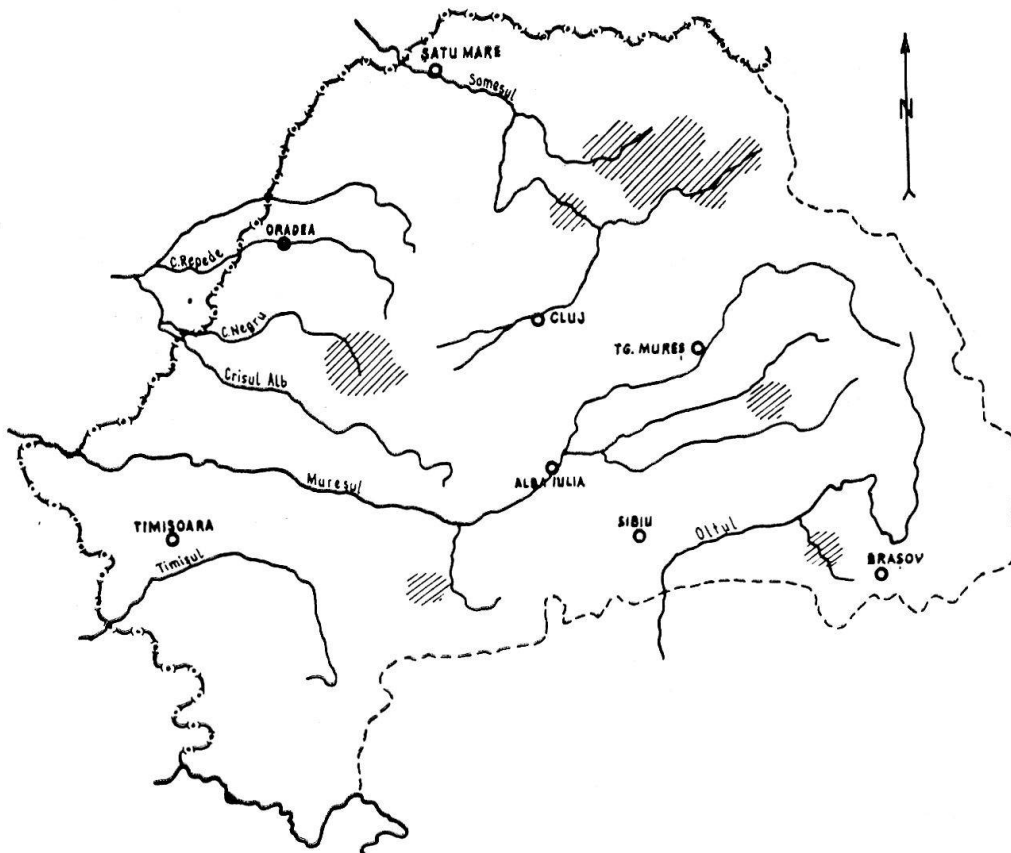 SATU MARE
Somesul
N
ORADEA
C. Repede
C. Negru
CLUJ
TG. MURES
Crisul Alb
Muresul
ALBA IULIA
TIMISOARA
SIBIU
Oltul
Timisul
BRASOV